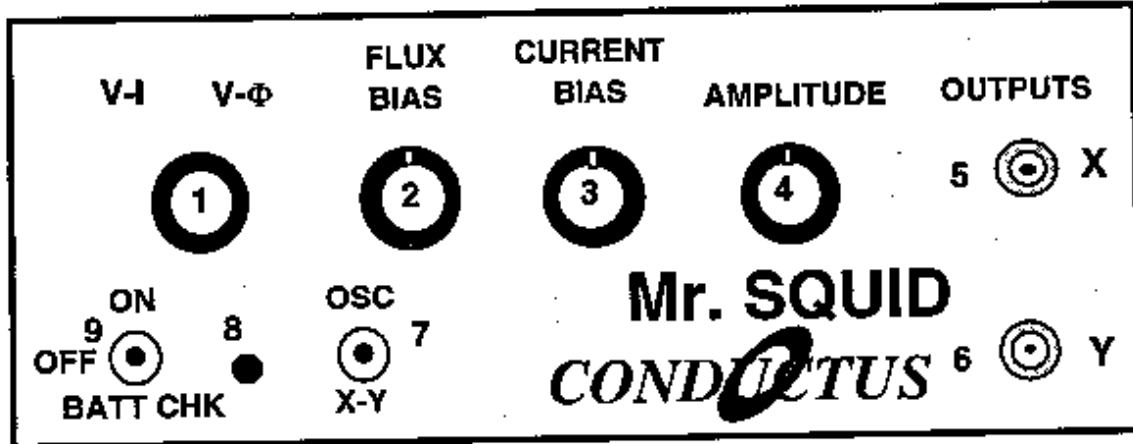 V-I V-Φ FLUX BIAS CURRENT BIAS AMPLITUDE OUTPUTS
1 2 3 4 5 X
ON OSC Mr. SQUID
9 8 7
OFF CONDUCTUS 6 Y
BATT CHK X-Y